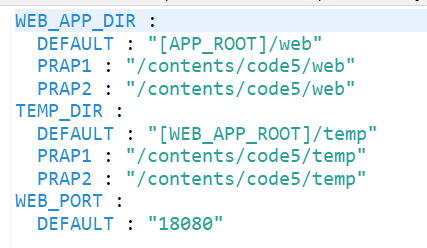 WEB_APP_DIR :
  DEFAULT : "[APP_ROOT]/web"
  PRAP1 : "/contents/code5/web"
  PRAP2 : "/contents/code5/web"
TEMP_DIR :
  DEFAULT : "[WEB_APP_ROOT]/temp"
  PRAP1 : "/contents/code5/temp"
  PRAP2 : "/contents/code5/temp"
WEB_PORT :
  DEFAULT : "18080"